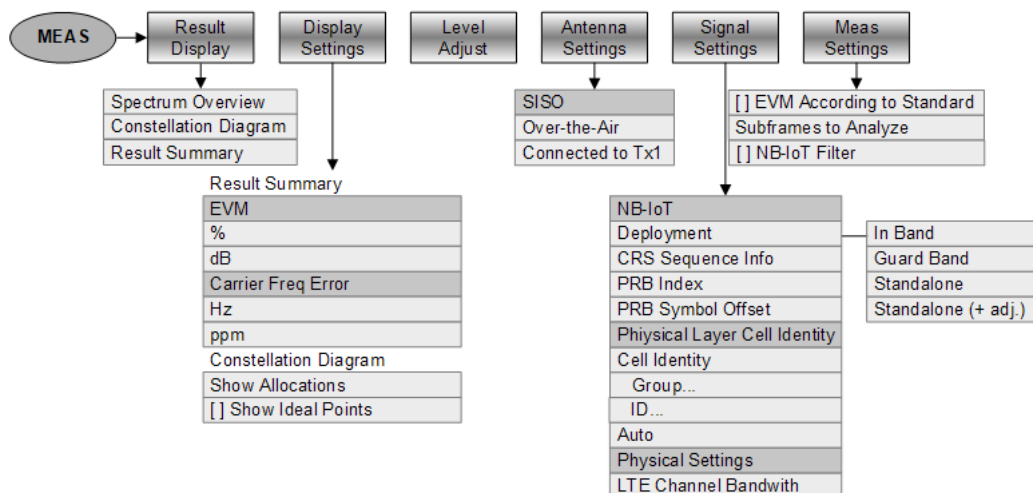 MEAS
Result
Display
Display
Settings
Level
Adjust
Antenna
Settings
Signal
Settings
Meas
Settings
Spectrum Overview
Constellation Diagram
Result Summary
SISO
Over-the-Air
Connected to Tx1
[ ] EVM According to Standard
Subframes to Analyze
[ ] NB-IoT Filter
Result Summary
EVM
%
dB
Carrier Freq Error
Hz
ppm
Constellation Diagram
Show Allocations
[ ] Show Ideal Points
NB-IoT
Deployment
CRS Sequence Info
PRB Index
PRB Symbol Offset
Phiysical Layer Cell Identity
Cell Identity
Group...
ID...
Auto
Physical Settings
LTE Channel Bandwith
In Band
Guard Band
Standalone
Standalone (+ adj.)